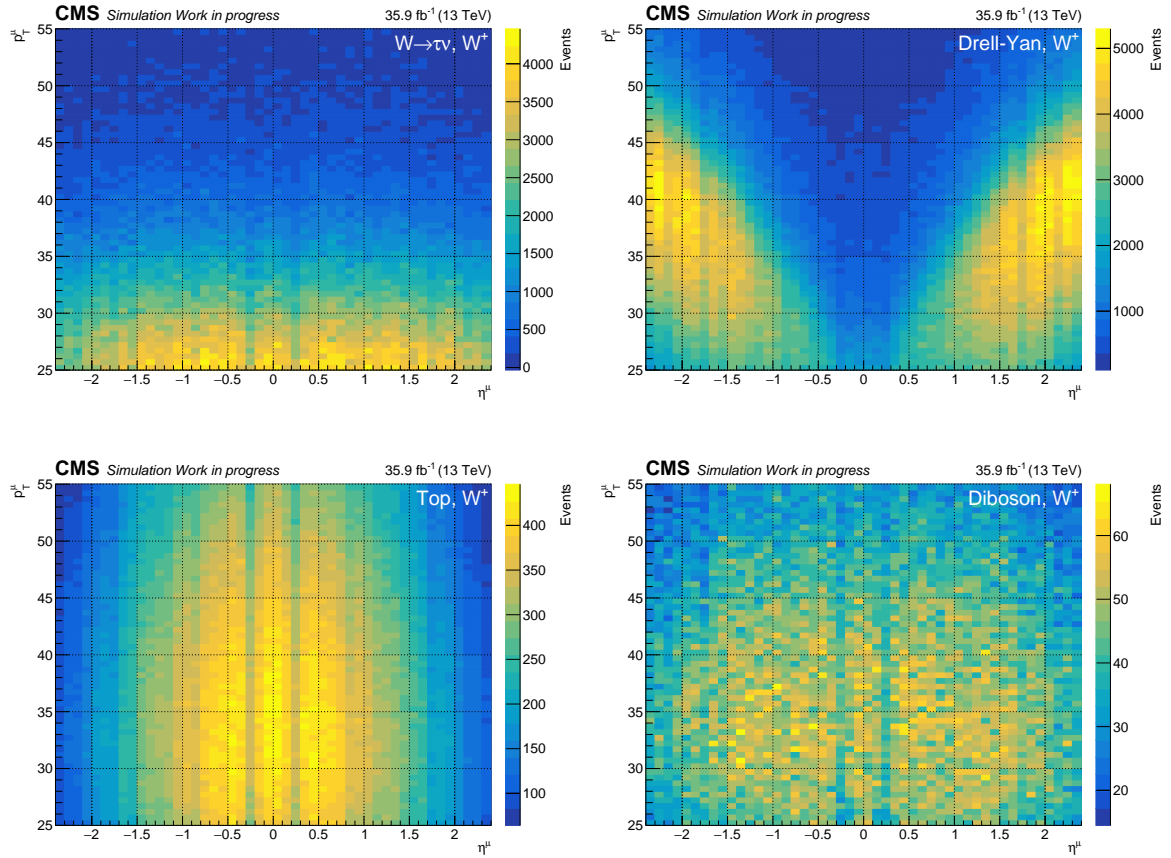 CMS Simulation Work in progress 35.9 fb⁻¹ (13 TeV)
CMS Simulation Work in progress 35.9 fb⁻¹ (13 TeV)
p_T^μ 55 50 45 40 35 30 25
W→τν, W⁺
4000 3500 3000 2500 2000 1500 1000 500 0
Events
−2 −1.5 −1 −0.5 0 0.5 1 1.5 2
η^μ
p_T^μ 55 50 45 40 35 30 25
Drell-Yan, W⁺
5000 4000 3000 2000 1000
Events
−2 −1.5 −1 −0.5 0 0.5 1 1.5 2
η^μ
CMS Simulation Work in progress 35.9 fb⁻¹ (13 TeV)
CMS Simulation Work in progress 35.9 fb⁻¹ (13 TeV)
p_T^μ 55 50 45 40 35 30 25
Top, W⁺
400 350 300 250 200 150 100
Events
−2 −1.5 −1 −0.5 0 0.5 1 1.5 2
η^μ
p_T^μ 55 50 45 40 35 30 25
Diboson, W⁺
60 50 40 30 20
Events
−2 −1.5 −1 −0.5 0 0.5 1 1.5 2
η^μ